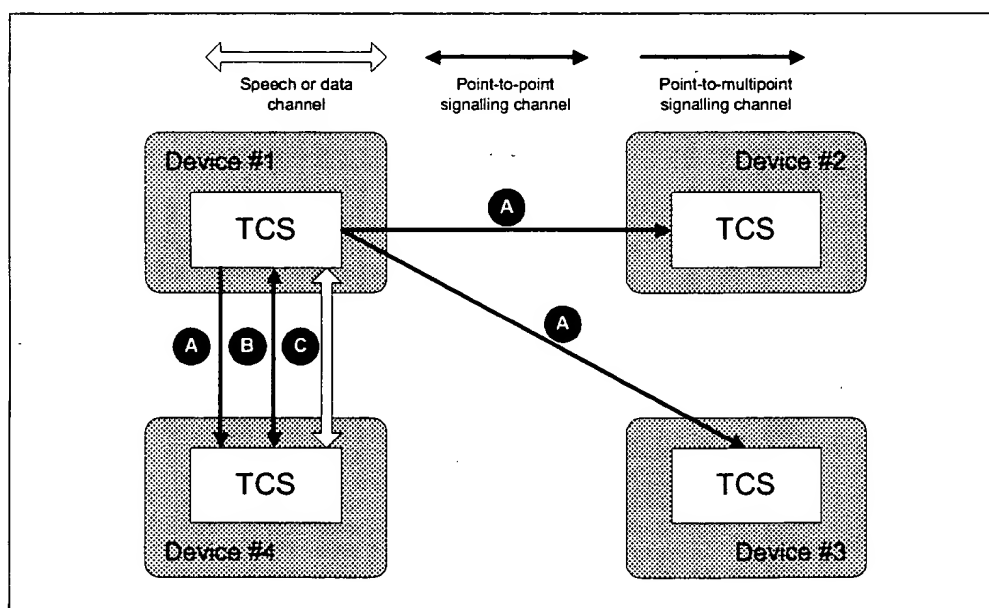 Speech or data
channel
Point-to-point
signalling channel
Point-to-multipoint
signalling channel
Device #1
TCS
Device #2
TCS
A
A
A
B
C
TCS
Device #4
TCS
Device #3